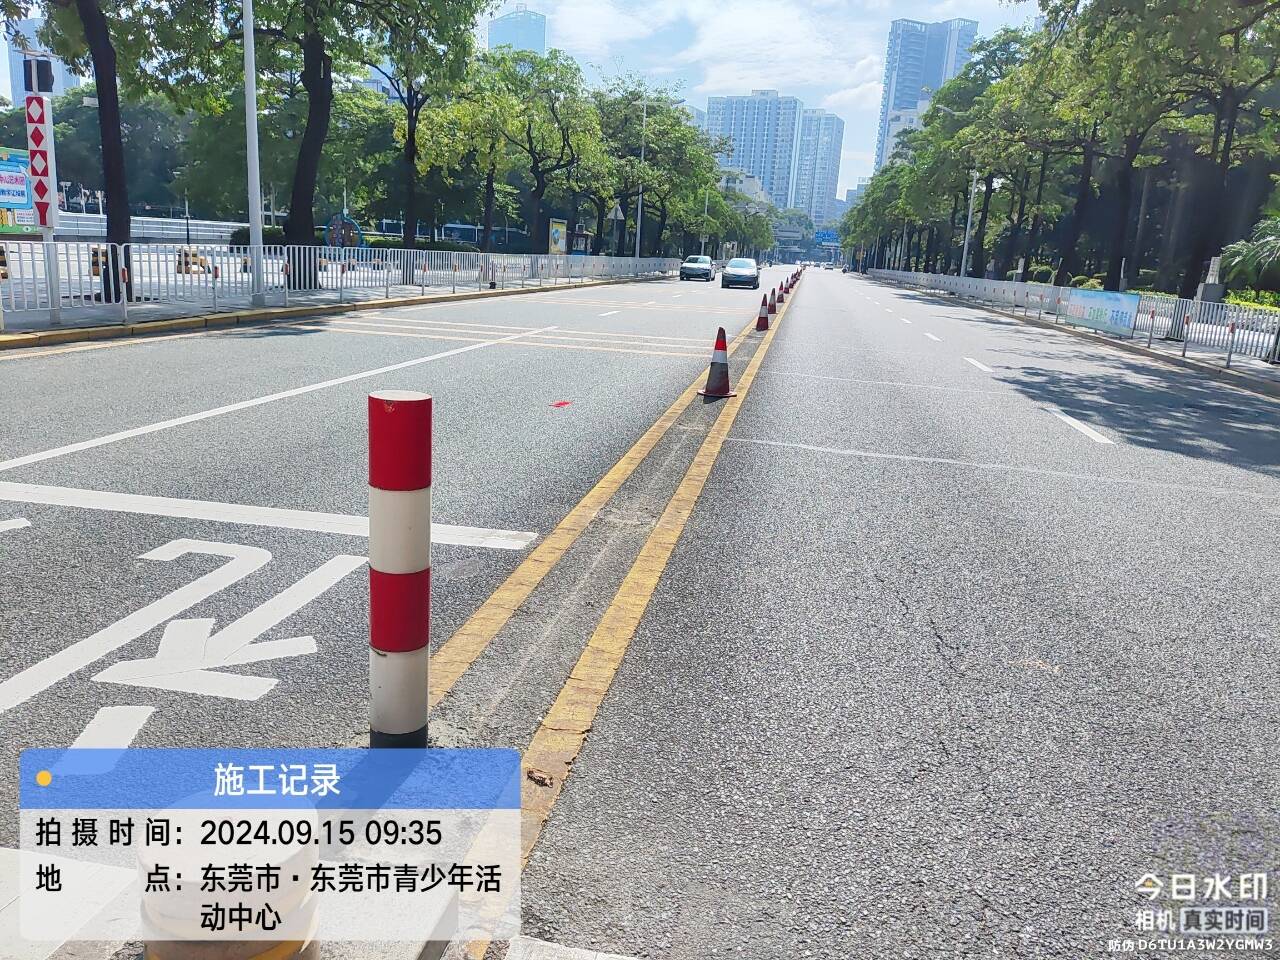 施工记录
拍摄时间：2024.09.15 09:35
地点：东莞市·东莞市青少年活
动中心
今日水印
相机 真实时间
防伪 D6TU1A3W2YGMW3